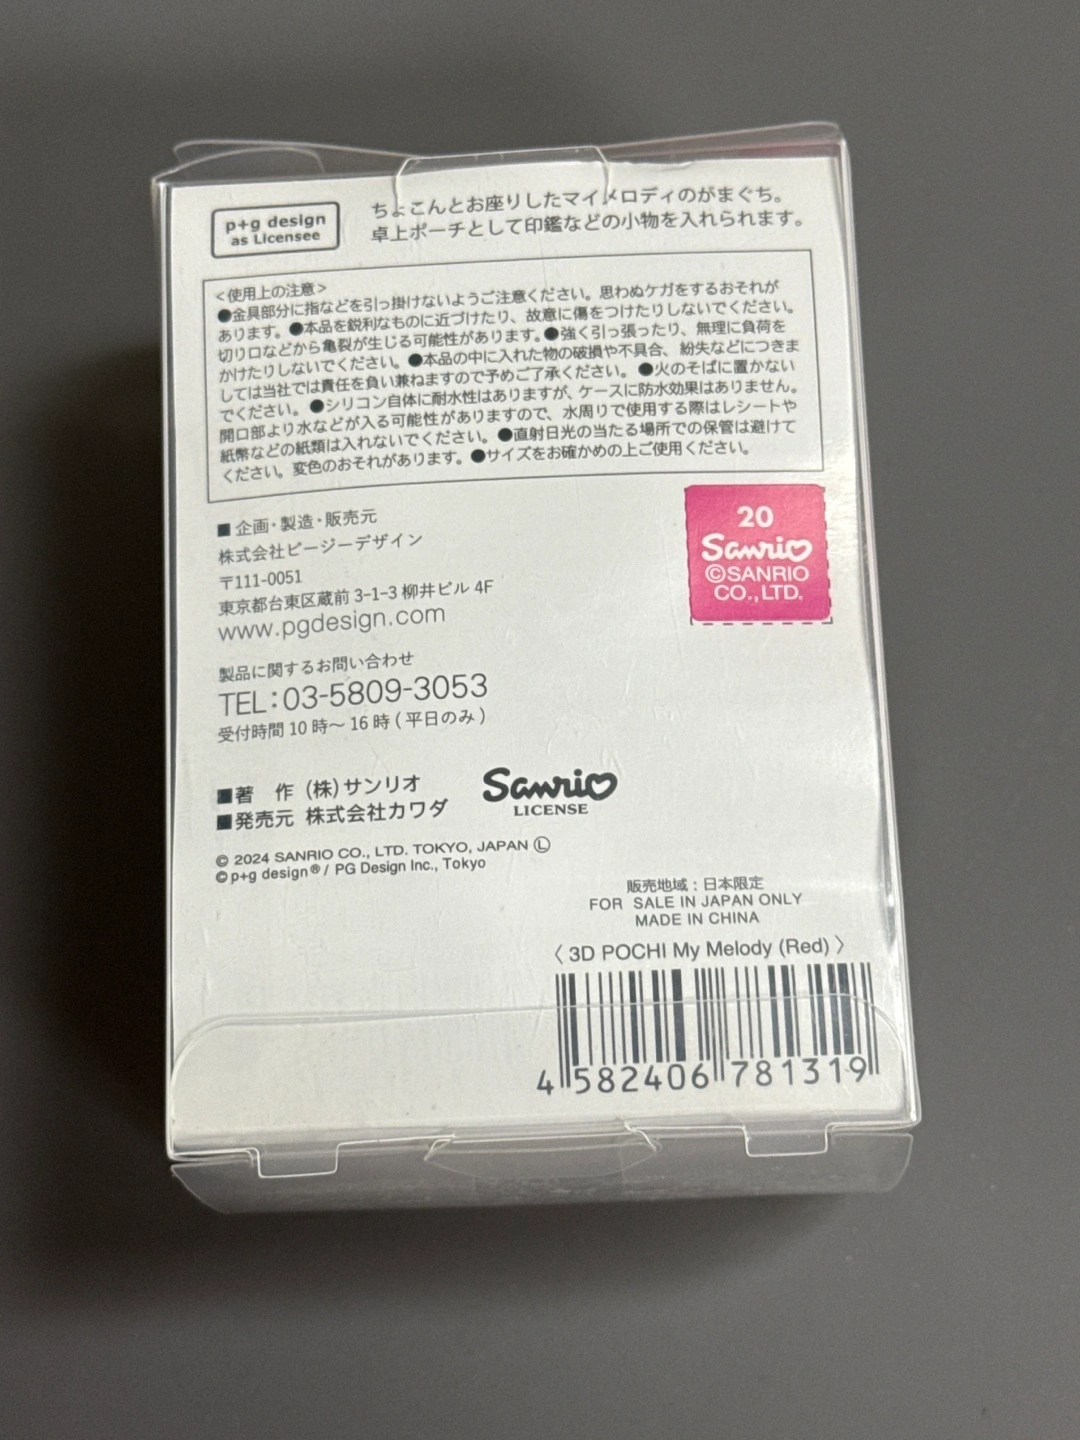 p+g design
as Licensee
ちょこんとお座りしたマイメロディのがまぐち。
卓上ポーチとして印鑑などの小物を入れられます。
<使用上の注意>
●金具部分に指などを引っ掛けないようご注意ください。思わぬケガをするおそれが
あります。●本品を鋭利なものに近づけたり、故意に傷をつけたりしないでください。
切り口などから亀裂が生じる可能性があります。●強く引っ張ったり、無理に負荷を
かけたりしないでください。●本品の中に入れた物の破損や不具合、紛失などにつきま
しては当社では責任を負い兼ねますので予めご了承ください。●火のそばに置かない
でください。●シリコン自体に耐水性はありますが、ケースに防水効果はありません。
開口部より水などが入る可能性がありますので、水周りで使用する際はレシートや
紙幣などの紙類は入れないでください。●直射日光の当たる場所での保管は避けて
ください。変色のおそれがあります。●サイズをお確かめの上ご使用ください。
■企画・製造・販売元
株式会社ピージーデザイン
〒111-0051
東京都台東区蔵前 3-1-3 柳井ビル 4F
www.pgdesign.com
製品に関するお問い合わせ
TEL:03-5809-3053
受付時間 10 時～ 16 時 ( 平日のみ )
20
Sanrio
©SANRIO
CO.,LTD.
■著　作 (株)サンリオ
■発売元 株式会社カワダ
Sanrio
LICENSE
© 2024 SANRIO CO., LTD. TOKYO, JAPAN Ⓛ
©p+g design® / PG Design Inc., Tokyo
販売地域：日本限定
FOR SALE IN JAPAN ONLY
MADE IN CHINA
〈 3D POCHI My Melody (Red) 〉
4 582406 781319